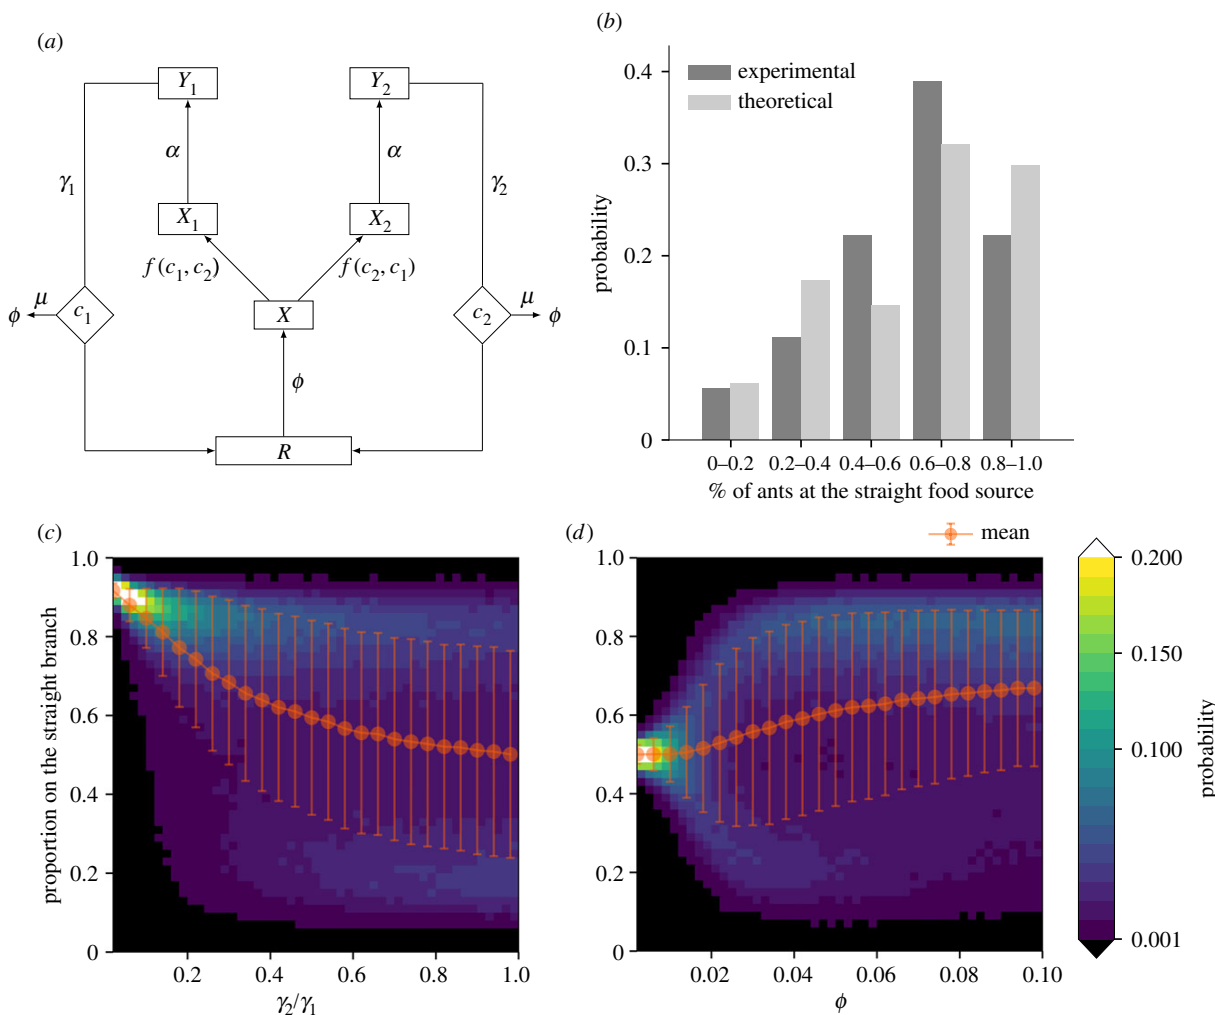 (a)
Y1
Y2
α
α
γ1
γ2
X1
X2
f(c1, c2)
f(c2, c1)
ϕ
μ
c1
X
c2
μ
ϕ
ϕ
R
(b)
experimental
theoretical
probability
0.4
0.3
0.2
0.1
0
0–0.2
0.2–0.4
0.4–0.6
0.6–0.8
0.8–1.0
% of ants at the straight food source
(c)
proportion on the straight branch
1.0
0.8
0.6
0.4
0.2
0
0.2
0.4
0.6
0.8
1.0
γ2/γ1
(d)
mean
1.0
0.8
0.6
0.4
0.2
0
0.02
0.04
0.06
0.08
0.10
ϕ
0.200
0.150
0.100
0.001
probability